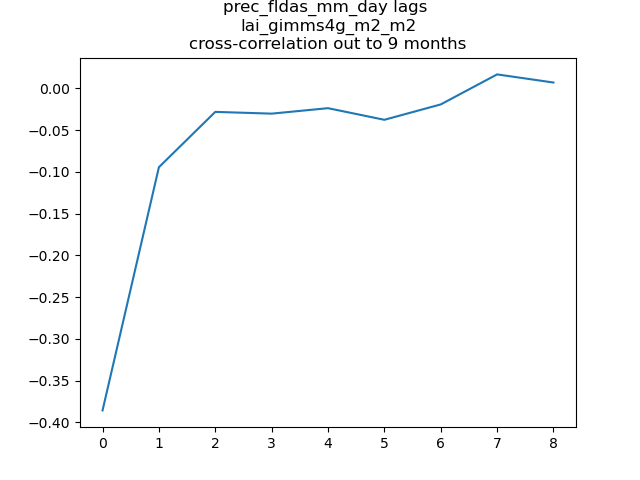 prec_fldas_mm_day lags
lai_gimms4g_m2_m2
cross-correlation out to 9 months
0.00
−0.05
−0.10
−0.15
−0.20
−0.25
−0.30
−0.35
−0.40
0 1 2 3 4 5 6 7 8